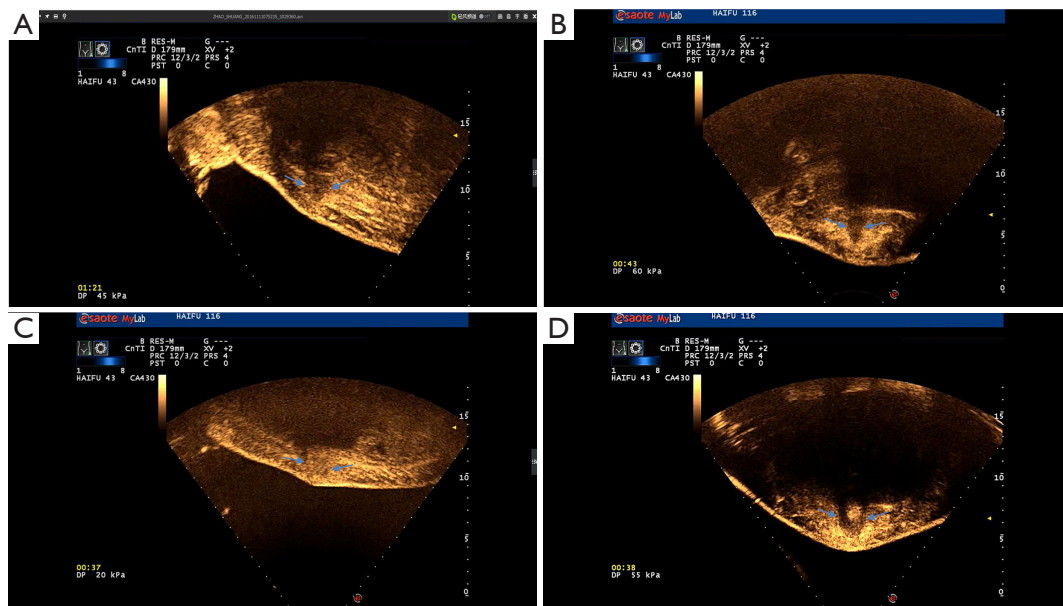 A
ZHAO_SHUANG_20161111075235_1029060.avi
B RES-M G ---
CnTI D 179mm XV +2
PRC 12/3/2 PRS 4
PST 0 C 0
1 8
HAIFU 43 CA430
15
10
5
01:21
DP 45 kPa
B
esaote MyLab HAIFU 116
B RES-M G ---
CnTI D 179mm XV +2
PRC 12/3/2 PRS 4
PST 0 C 0
1 8
HAIFU 43 CA430
15
10
5
0
00:43
DP 60 kPa
C
esaote MyLab HAIFU 116
B RES-M G ---
CnTI D 179mm XV +2
PRC 12/3/2 PRS 4
PST 0 C 0
1 8
HAIFU 43 CA430
15
10
5
0
00:37
DP 20 kPa
D
esaote MyLab HAIFU 116
B RES-M G ---
CnTI D 179mm XV +2
PRC 12/3/2 PRS 4
PST 0 C 0
1 8
HAIFU 43 CA430
15
10
5
0
00:38
DP 55 kPa